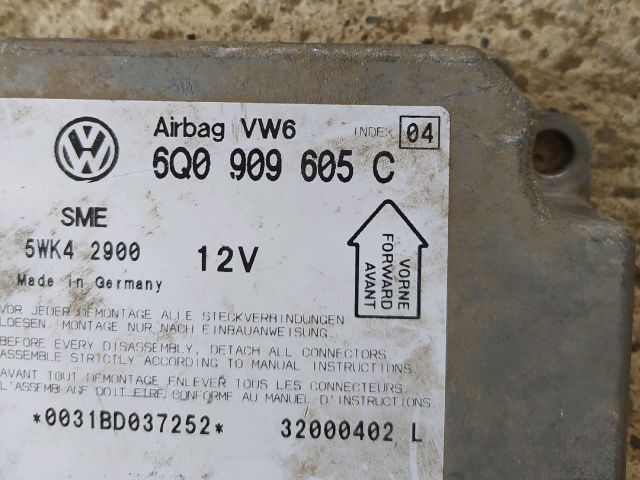 Airbag VW6 INDEX 04
6Q0 909 605 C
SME
5WK4 2900 12V
Made in Germany
VORNE
FORWARD
AVANT
VOR JEDER DEMONTAGE ALLE STECKVERBINDUNGEN
LOESEN. MONTAGE NUR NACH EINBAUANWEISUNG.
BEFORE EVERY DISASSEMBLY, DETACH ALL CONNECTORS
ASSEMBLE STRICTLY ACCORDING TO MANUAL INSTRUCTIONS.
AVANT TOUT DEMONTAGE ENLEVER TOUS LES CONNECTEURS.
L'ASSEMBLAGE DOIT ETRE CONFORME AU MANUEL D'INSTRUCTIONS.
*0031BD037252* 32000402 L